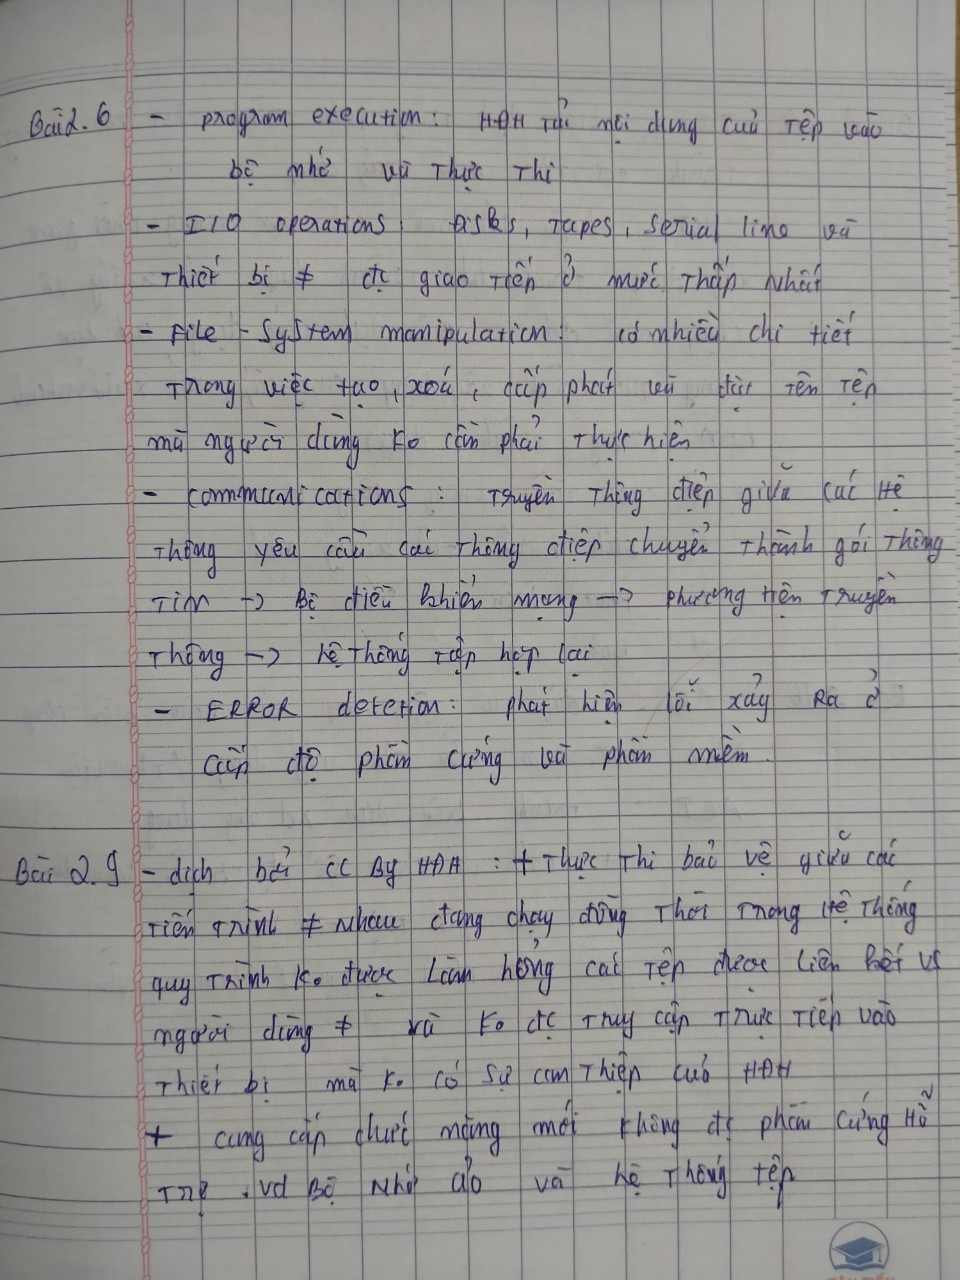 Bài 2.6 - program execution: HĐH Tải nội dung của Tệp vào
bộ nhớ và Thực Thi
- I/O operations: Disks, Tapes, Serial line và
Thiết bị ≠ đc giao Tiếp ở mức Thấp Nhất
- File - System manipulation: có nhiều chi tiết
Trong việc tạo, xoá, cấp phát và đặt Tên Tệp
mà người dùng Ko cần phải Thực hiện
- communications: Truyền Thông điệp giữa các Hệ
Thống yêu cầu các Thông điệp chuyển Thành gói Thông
Tin -> Bộ điều khiển mạng -> phương tiện Truyền
Thông -> hệ Thống Tập hợp lại
- ERROR detetion: phát hiện lỗi xảy Ra ở
cấp độ phần cứng và phần mềm.
Bài 2.9 - dịch bởi CC By HĐH: + Thực Thi bảo vệ giữa các
Tiến Trình ≠ Nhau đang chạy đồng Thời Trong Hệ Thống
quy Trình Ko được Làm hỏng các Tệp được Liên kết vs
người dùng ≠ và Ko đc Truy cập Trực Tiếp vào
Thiết bị mà Ko có sự can Thiệp của HĐH
+ cung cấp chức năng mới không đc phần cứng Hỗ
Trợ. vd Bộ Nhớ ảo và hệ Thống tệp